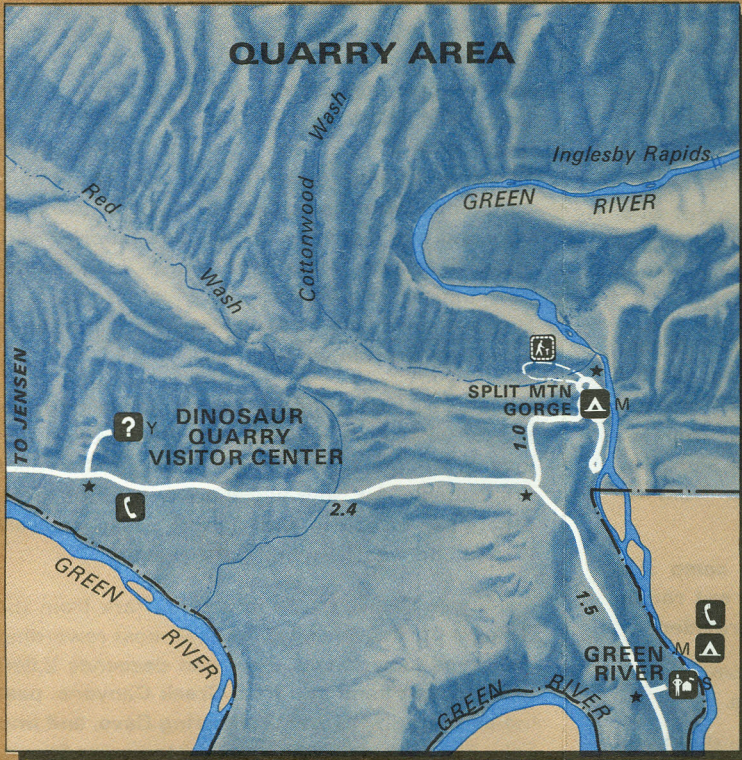 QUARRY AREA
Inglesby Rapids
GREEN RIVER
Cottonwood Wash
Red Wash
TO JENSEN
? Y
DINOSAUR
QUARRY
VISITOR CENTER
SPLIT MTN
GORGE
M
1.0
2.4
1.5
GREEN RIVER
M
GREEN
RIVER
S
GREEN RIVER